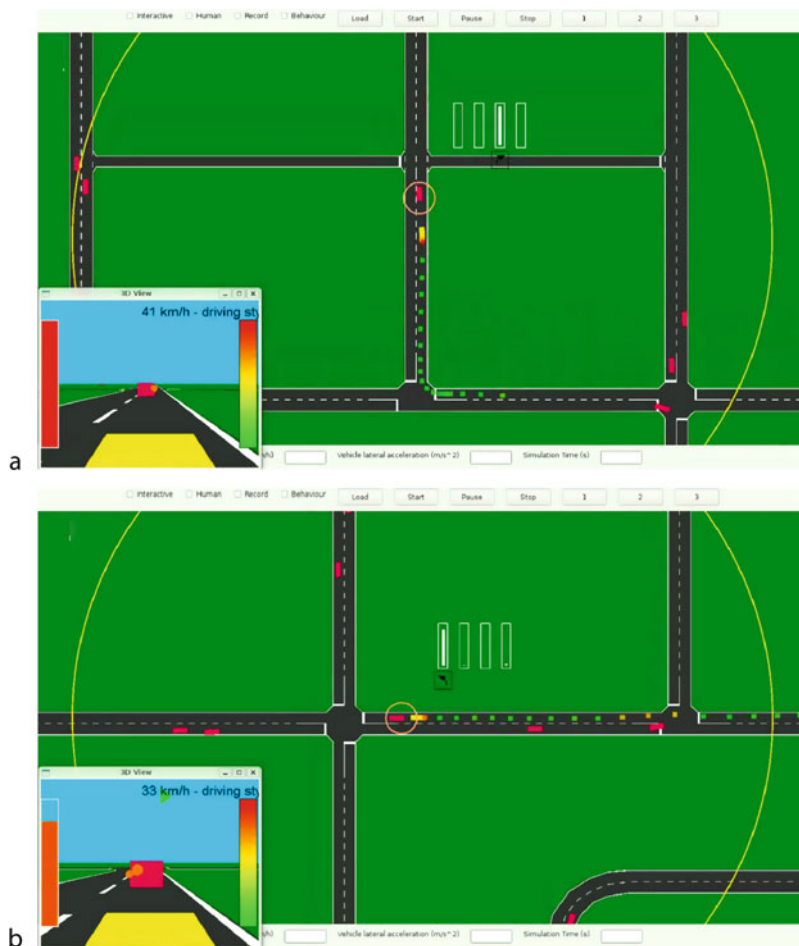 Interactive Human Record Behaviour Load Start Pause Stop 1 2 3
3D View
41 km/h - driving sty
/h) Vehicle lateral acceleration (m/s^2) Simulation Time (s)
a
Interactive Human Record Behaviour Load Start Pause Stop 1 2 3
3D View
33 km/h - driving sty
/h) Vehicle lateral acceleration (m/s^2) Simulation Time (s)
b